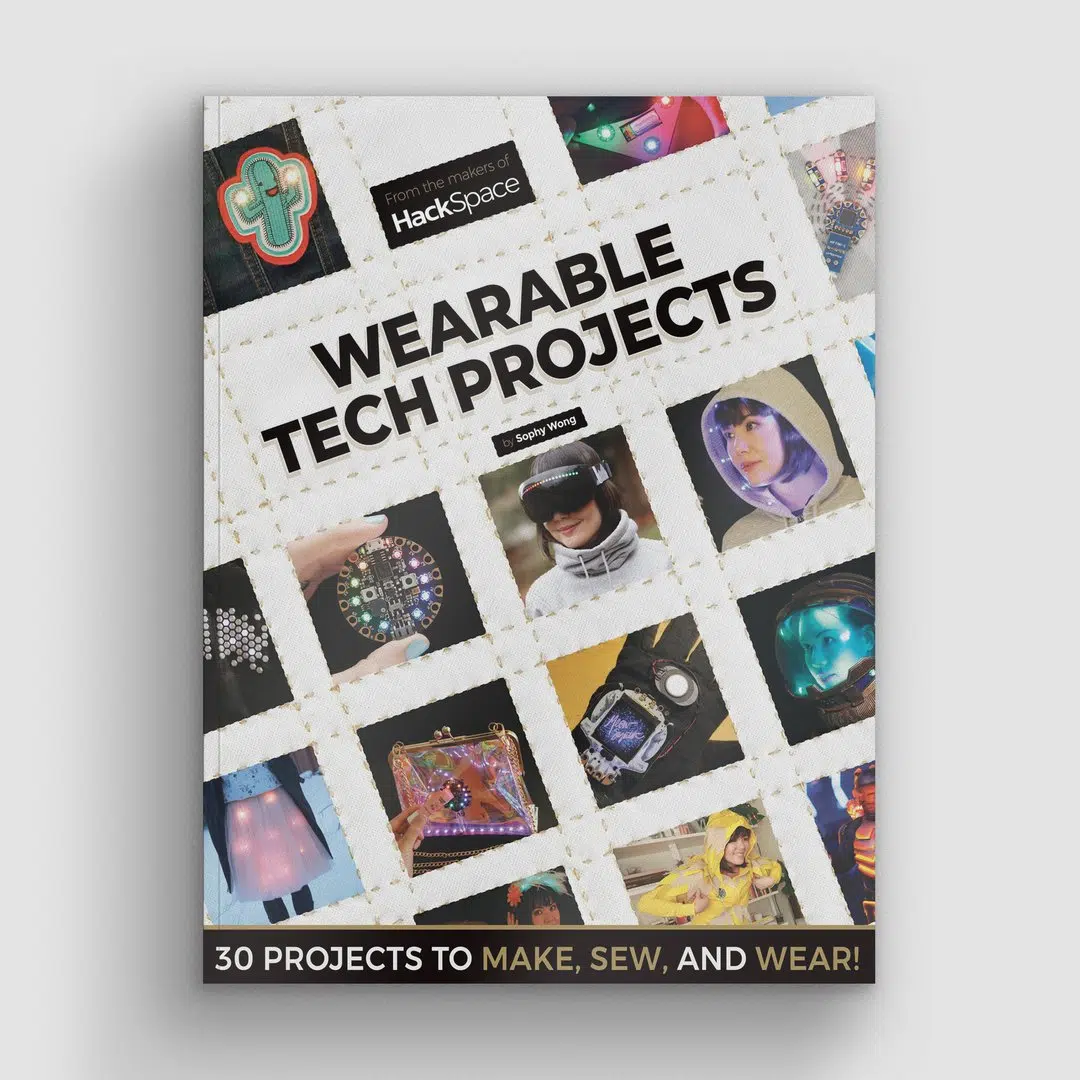 From the makers of
HackSpace
WEARABLE
TECH PROJECTS
by Sophy Wong
30 PROJECTS TO MAKE, SEW, AND WEAR!